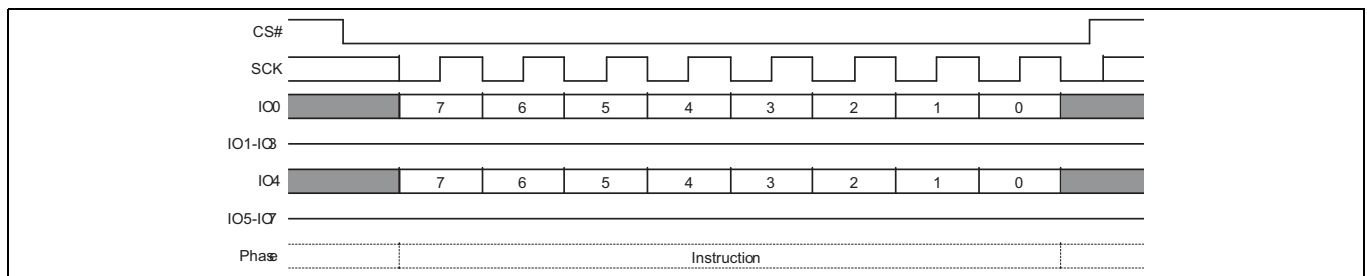 CS#
SCK
IO0 7 6 5 4 3 2 1 0
IO1-IO3
IO4 7 6 5 4 3 2 1 0
IO5-IO7
Phase Instruction